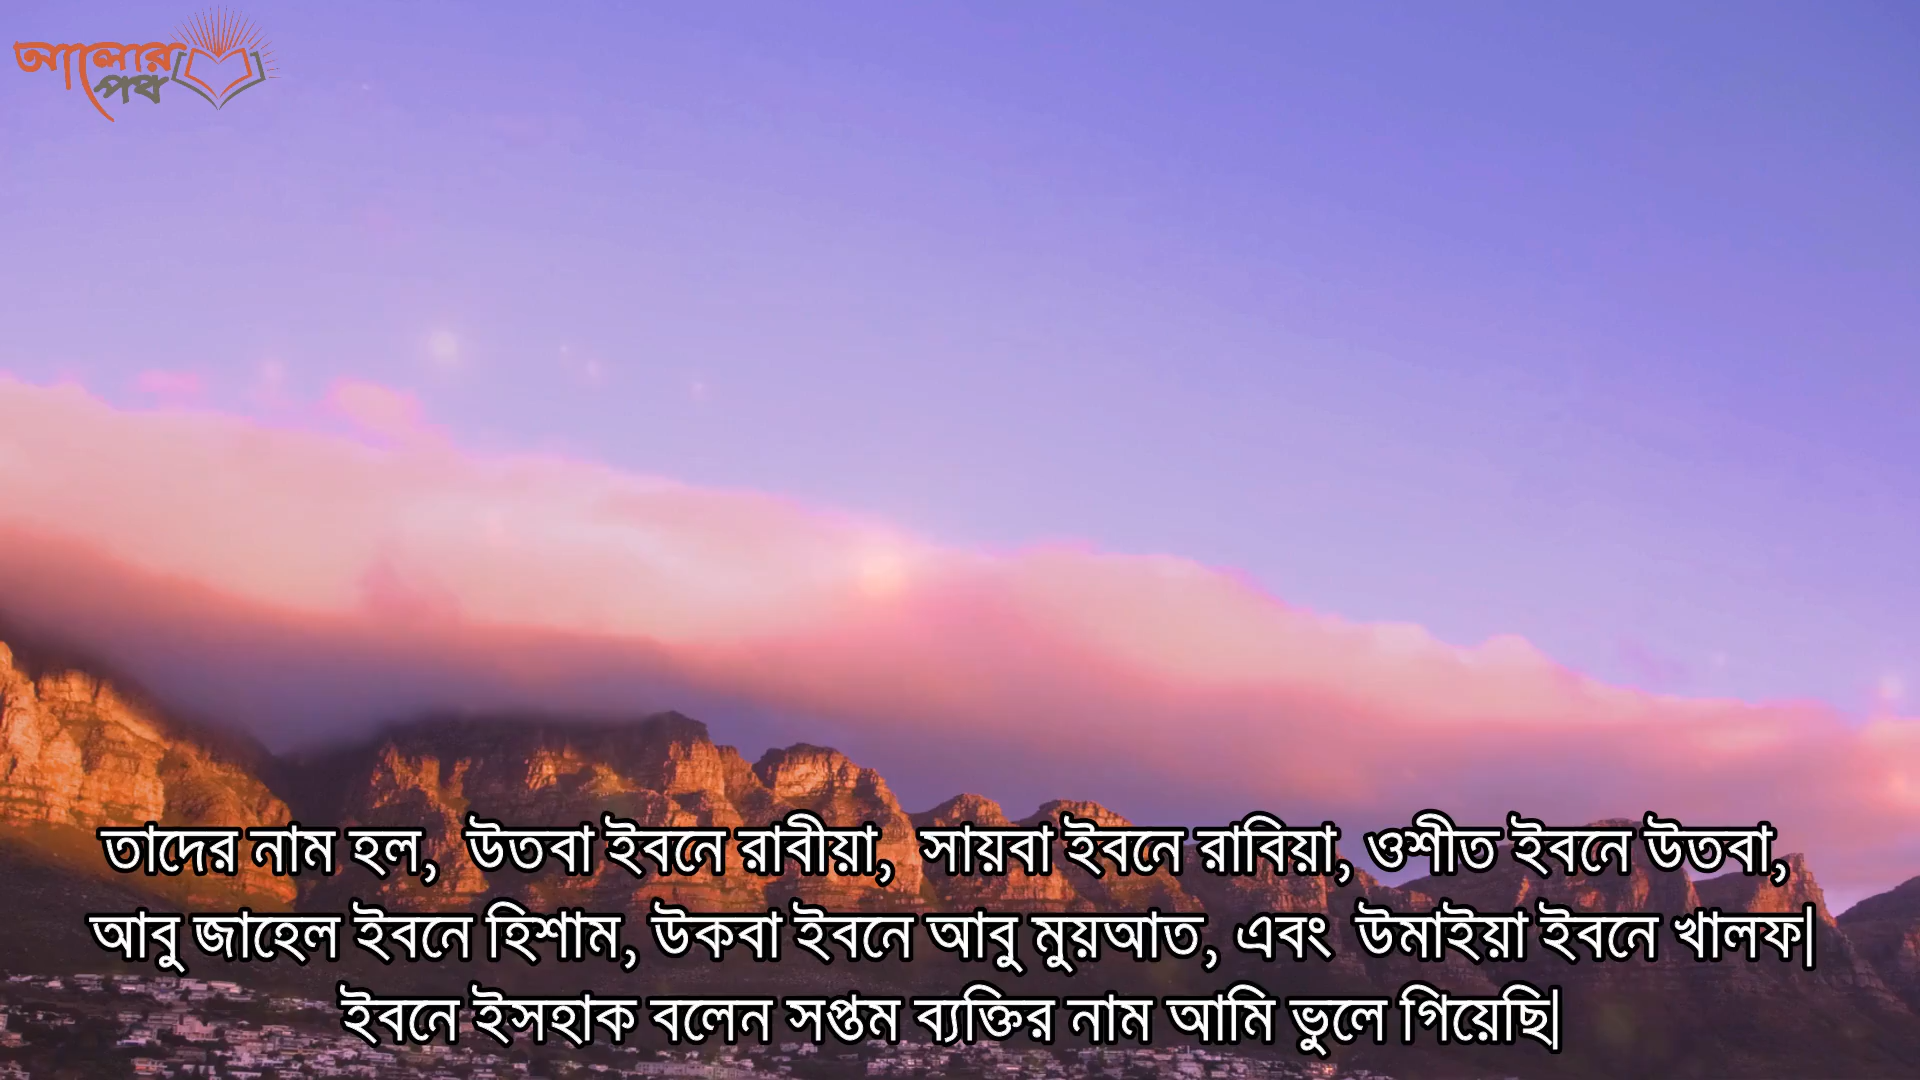 আলোর
পথ
তাদের নাম হল,  উতবা ইবনে রাবীয়া,  সায়বা ইবনে রাবিয়া, ওশীত ইবনে উতবা,
আবু জাহেল ইবনে হিশাম, উকবা ইবনে আবু মুয়আত, এবং  উমাইয়া ইবনে খালফ|
ইবনে ইসহাক বলেন সপ্তম ব্যক্তির নাম আমি ভুলে গিয়েছি|